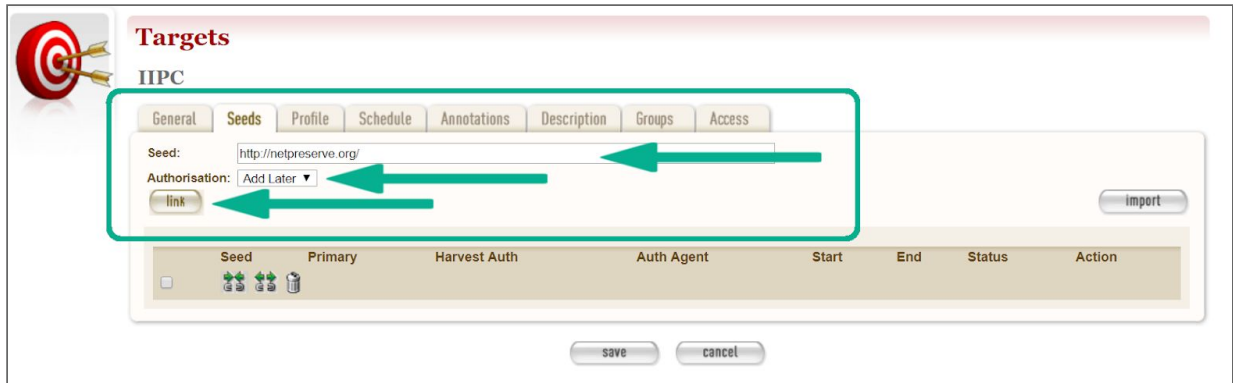 Targets
IIPC
General Seeds Profile Schedule Annotations Description Groups Access
Seed: http://netpreserve.org/
Authorisation: Add Later ▼
link
import
Seed Primary Harvest Auth Auth Agent Start End Status Action
save cancel